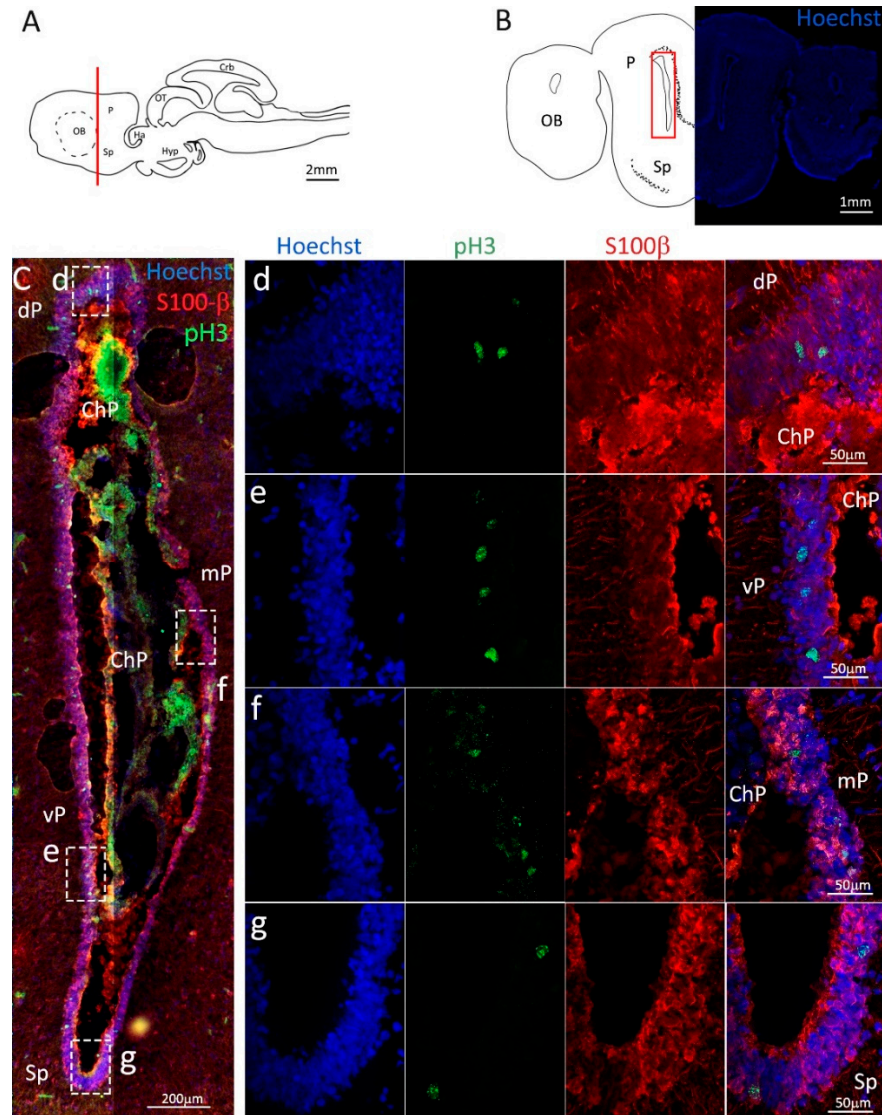 A
Crb
OT
P
OB
Ha
T
Sp
Hyp
2mm
B
Hoechst
P
OB
Sp
1mm
Hoechst pH3 S100β
C d Hoechst
S100-β
dP pH3
ChP
mP
ChP
f
vP
e
g
Sp
200μm
d dP
ChP
50μm
e ChP
vP
50μm
f
mP
ChP
50μm
g
Sp
50μm